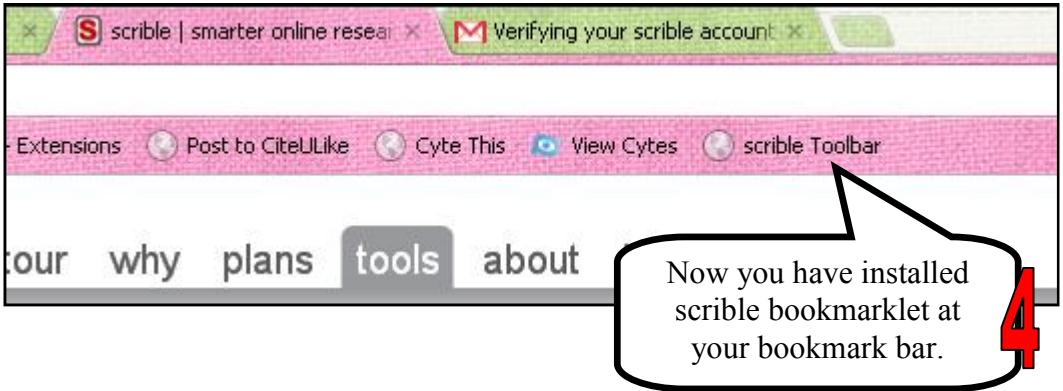 S scrible | smarter online resear
Verifying your scrible account
Extensions Post to CiteULike Cyte This View Cytes scrible Toolbar
tour why plans tools about
Now you have installed
scrible bookmarklet at
your bookmark bar.
4